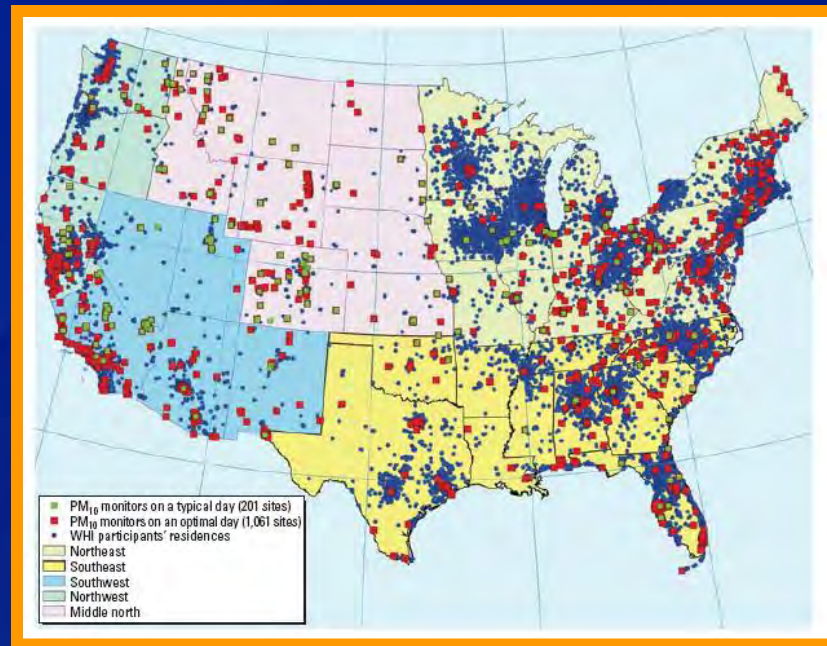 PM10 monitors on a typical day (201 sites)
PM10 monitors on an optimal day (1,061 sites)
WHI participants' residences
Northeast
Southeast
Southwest
Northwest
Middle north